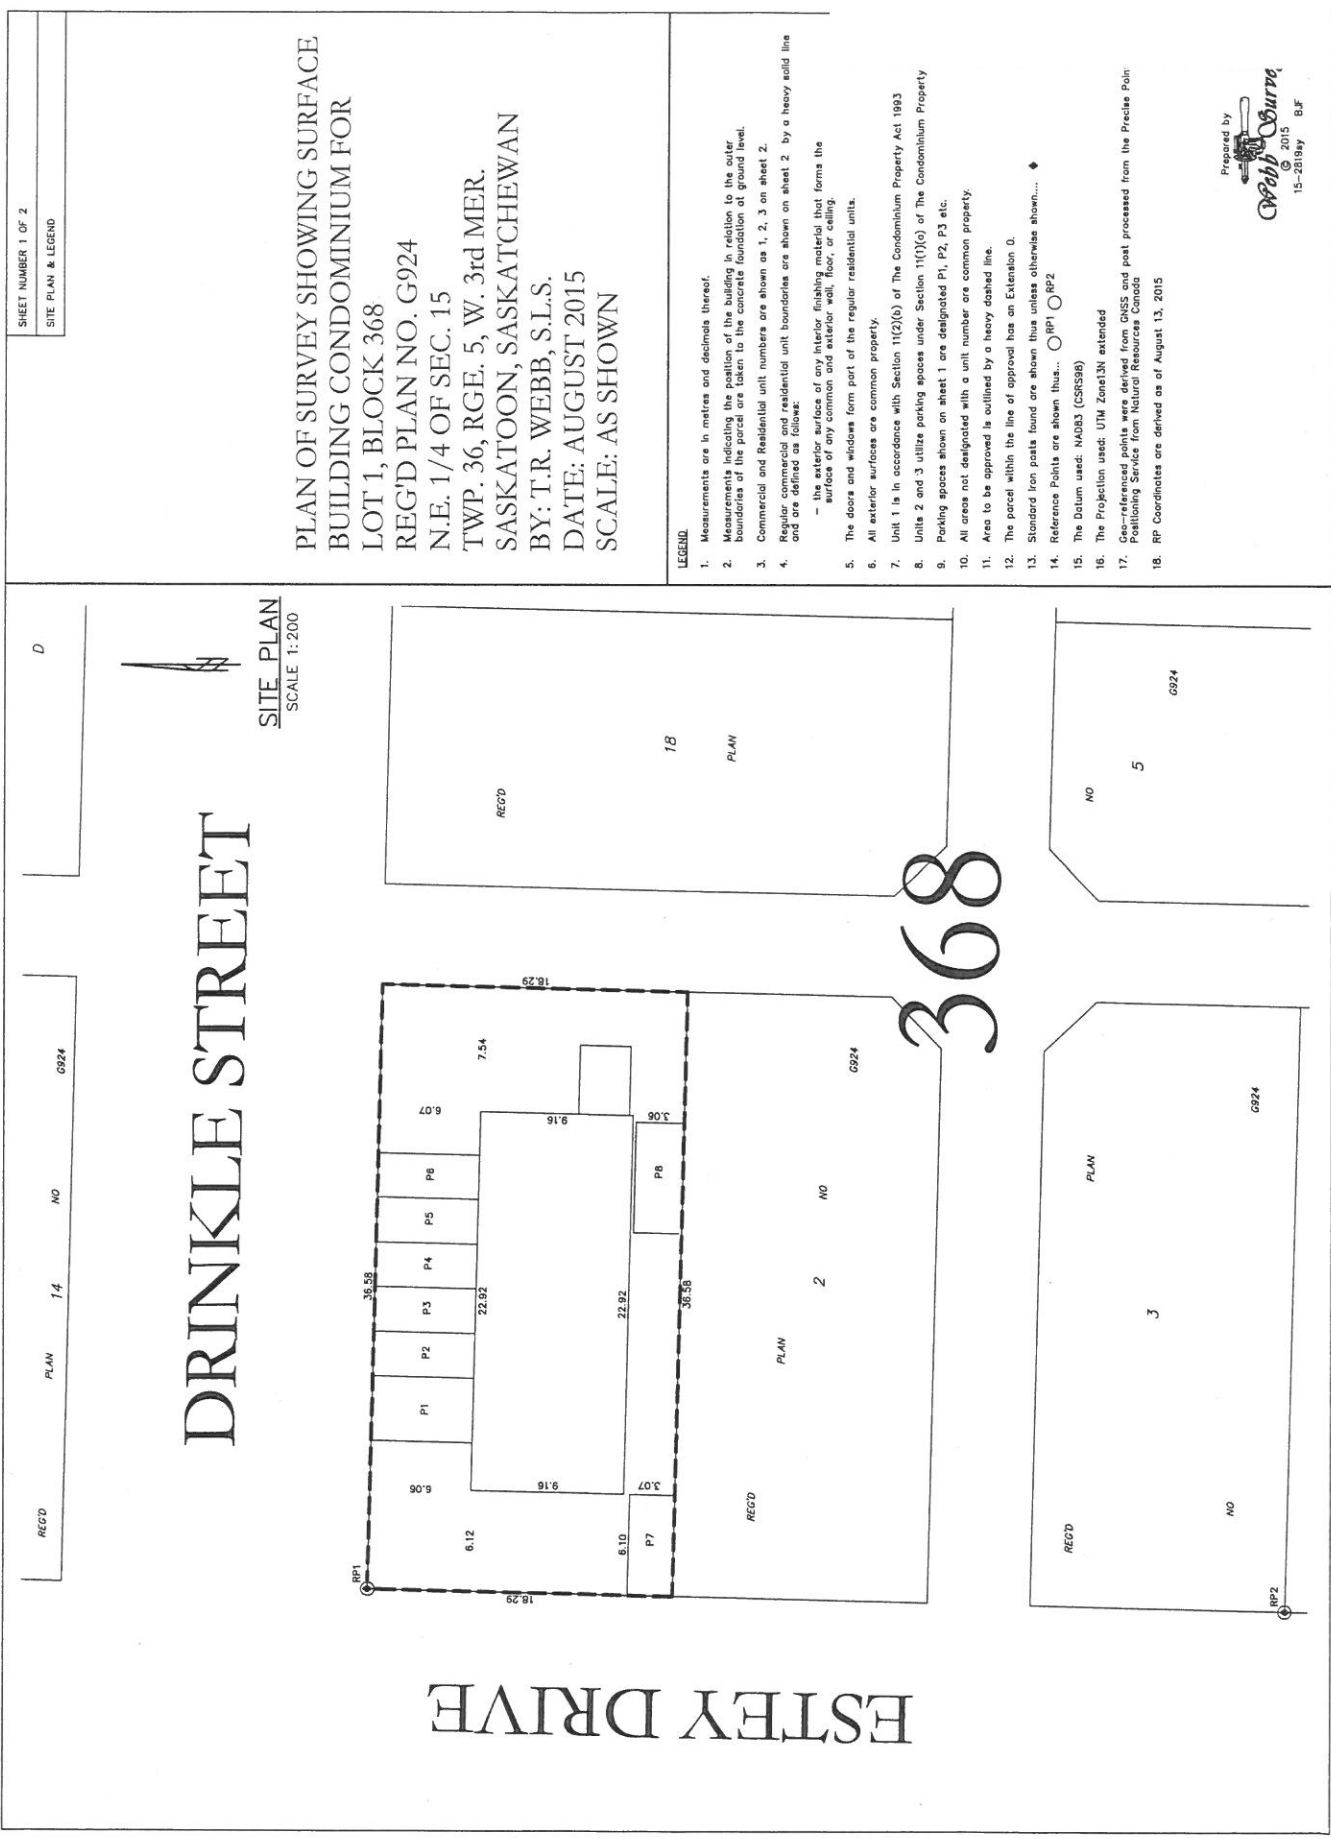 SHEET NUMBER 1 OF 2
SITE PLAN & LEGEND
PLAN OF SURVEY SHOWING SURFACE
BUILDING CONDOMINIUM FOR
LOT 1, BLOCK 368
REG'D PLAN NO. G924
N.E. 1/4 OF SEC. 15
TWP. 36, RGE. 5, W. 3rd MER.
SASKATOON, SASKATCHEWAN
BY: T.R. WEBB, S.L.S.
DATE: AUGUST 2015
SCALE: AS SHOWN
LEGEND
1. Measurements are in metres and decimals thereof.
2. Measurements indicating the position of the building in relation to the outer
boundaries of the parcel are taken to the concrete foundation at ground level.
3. Commercial and Residential unit numbers are shown as 1, 2, 3 on sheet 2.
4. Regular commercial and residential unit boundaries are shown on sheet 2 by a heavy solid line
and are defined as follows:
- the exterior surface of any interior finishing material that forms the
surface of any common and exterior wall, floor, or ceiling.
5. The doors and windows form part of the regular residential units.
6. All exterior surfaces are common property.
7. Unit 1 is in accordance with Section 11(2)(b) of The Condominium Property Act 1993
8. Units 2 and 3 utilize parking spaces under Section 11(1)(a) of The Condominium Property
9. Parking spaces shown on sheet 1 are designated P1, P2, P3 etc.
10. All areas not designated with a unit number are common property.
11. Area to be approved is outlined by a heavy dashed line.
12. The parcel within the line of approval has an Extension 0.
13. Standard iron posts found are shown thus unless otherwise shown....
14. Reference Points are shown thus... RP1 RP2
15. The Datum used: NAD83 (CSRS98)
16. The Projection used: UTM Zone13N extended
17. Geo-referenced points were derived from GNSS and post processed from the Precise Poin
Positioning Service from Natural Resources Canada
18. RP Coordinates are derived as of August 13, 2015
Prepared by
Webb Survey
© 2015
15-2819sy BJF
SITE PLAN
SCALE 1:200
D
REG'D PLAN 14 NO G924
DRINKLE STREET
ESTEY DRIVE
RP1
36.58
18.29
18.29
36.58
6.06
6.07
7.54
6.12
P1
P2
P3
P4
P5
P6
22.92
9.16
9.16
22.92
6.10
3.07
3.06
P7
P8
REG'D PLAN 2 NO G924
REG'D 18 PLAN
368
REG'D PLAN 3 NO G924
NO 5 G924
RP2